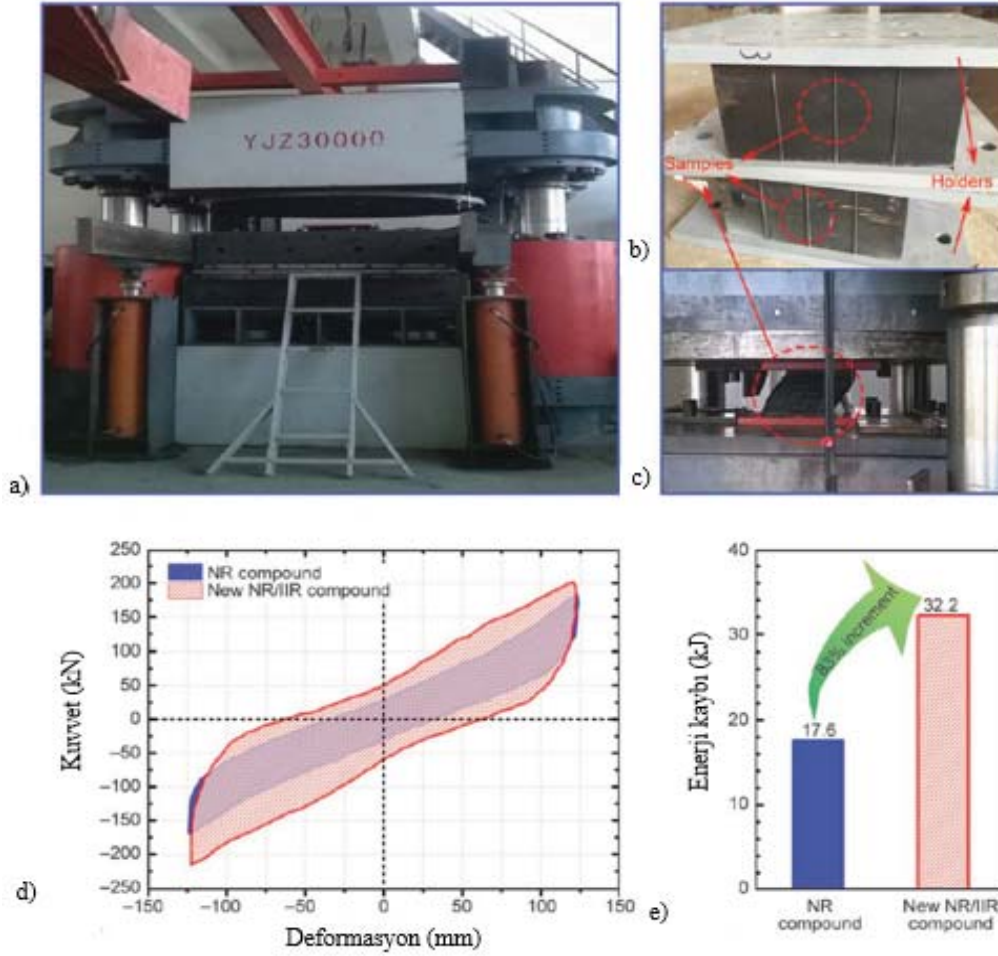 YJZ30000
a)
Samples
Holders
b)
c)
250
200
150
100
50
0
−50
−100
−150
−200
−250
NR compound
New NR/IIR compound
Kuvvet (kN)
−150
−100
−50
0
50
100
150
Deformasyon (mm)
d)
40
30
20
10
0
Enerji kaybı (kJ)
83% increment
17.6
32.2
NR
compound
New NR/IIR
compound
e)